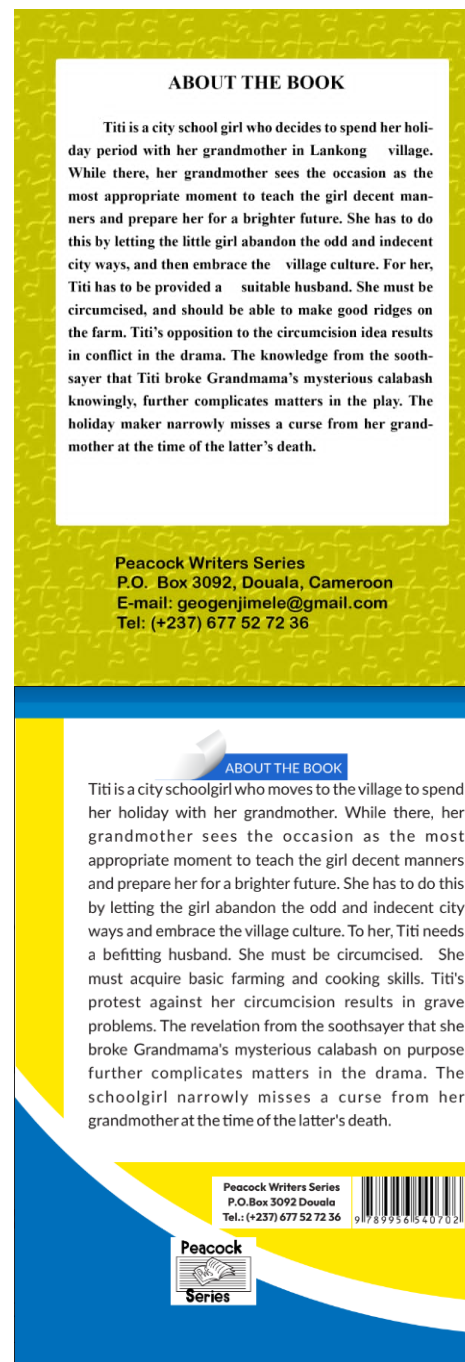 ABOUT THE BOOK
Titi is a city school girl who decides to spend her holi-
day period with her grandmother in Lankong village.
While there, her grandmother sees the occasion as the
most appropriate moment to teach the girl decent man-
ners and prepare her for a brighter future. She has to do
this by letting the little girl abandon the odd and indecent
city ways, and then embrace the village culture. For her,
Titi has to be provided a suitable husband. She must be
circumcised, and should be able to make good ridges on
the farm. Titi's opposition to the circumcision idea results
in conflict in the drama. The knowledge from the sooth-
sayer that Titi broke Grandmama's mysterious calabash
knowingly, further complicates matters in the play. The
holiday maker narrowly misses a curse from her grand-
mother at the time of the latter's death.
Peacock Writers Series
P.O. Box 3092, Douala, Cameroon
E-mail: geogenjimele@gmail.com
Tel: (+237) 677 52 72 36
ABOUT THE BOOK
Titi is a city schoolgirl who moves to the village to spend
her holiday with her grandmother. While there, her
grandmother sees the occasion as the most
appropriate moment to teach the girl decent manners
and prepare her for a brighter future. She has to do this
by letting the girl abandon the odd and indecent city
ways and embrace the village culture. To her, Titi needs
a befitting husband. She must be circumcised. She
must acquire basic farming and cooking skills. Titi's
protest against her circumcision results in grave
problems. The revelation from the soothsayer that she
broke Grandmama's mysterious calabash on purpose
further complicates matters in the drama. The
schoolgirl narrowly misses a curse from her
grandmother at the time of the latter's death.
Peacock Writers Series
P.O.Box 3092 Douala
Tel.: (+237) 677 52 72 36
9 789956 540702
Peacock
Series